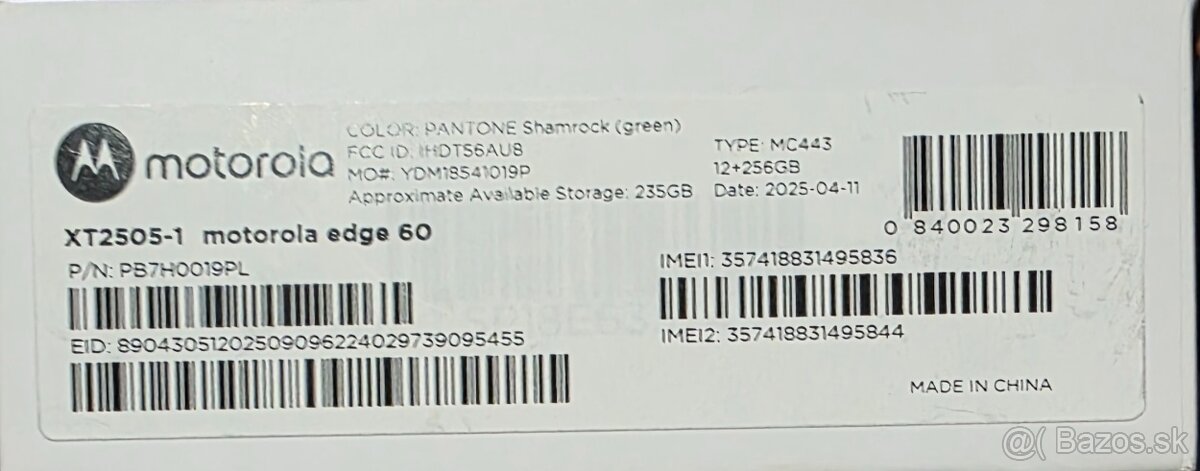 motorola
COLOR: PANTONE Shamrock (green)
FCC ID: IHDT56AU8
MO#: YDM18541019P
Approximate Available Storage: 235GB
TYPE: MC443
12+256GB
Date: 2025-04-11
0 840023 298158
XT2505-1 motorola edge 60
P/N: PB7H0019PL
EID: 89043051202509096224029739095455
IMEI1: 357418831495836
IMEI2: 357418831495844
MADE IN CHINA
@( Bazos.sk